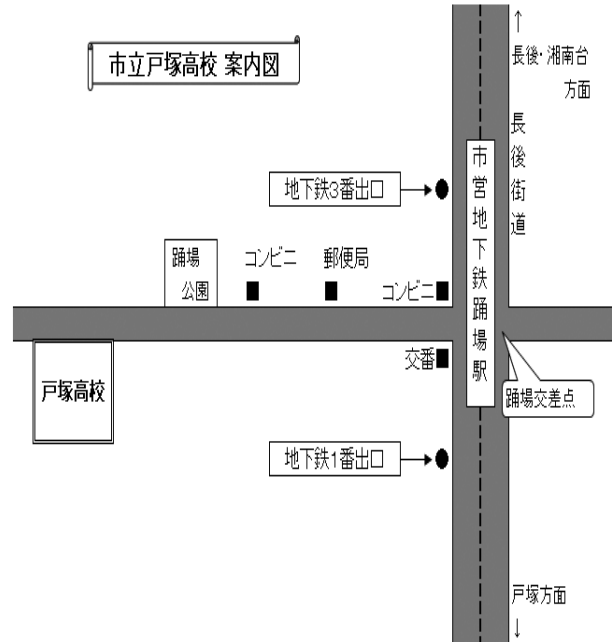 市立戸塚高校 案内図
↑
長後・湘南台
方面
長後街道
市営地下鉄踊場駅
地下鉄3番出口
踊場
公園
コンビニ
郵便局
コンビニ
交番
戸塚高校
踊場交差点
地下鉄1番出口
戸塚方面
↓